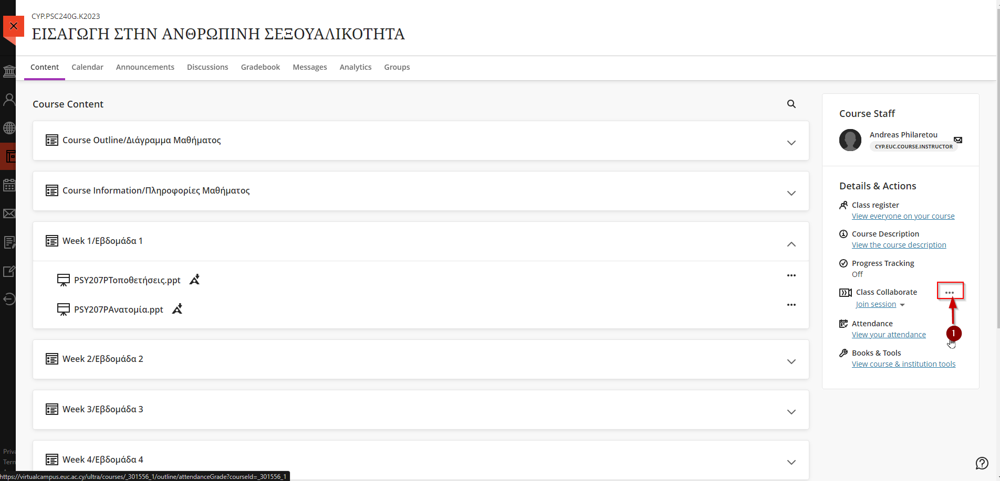 CYP.PSC240G.K2023
ΕΙΣΑΓΩΓΗ ΣΤΗΝ ΑΝΘΡΩΠΙΝΗ ΣΕΞΟΥΑΛΙΚΟΤΗΤΑ
Content Calendar Announcements Discussions Gradebook Messages Analytics Groups
Course Content
Course Outline/Διάγραμμα Μαθήματος
Course Information/Πληροφορίες Μαθήματος
Week 1/Εβδομάδα 1
PSY207PΤοποθετήσεις.ppt
PSY207PΑνατομία.ppt
Week 2/Εβδομάδα 2
Week 3/Εβδομάδα 3
Week 4/Εβδομάδα 4
Course Staff
Andreas Philaretou
CYP.EUC.COURSE.INSTRUCTOR
Details & Actions
Class register
View everyone on your course
Course Description
View the course description
Progress Tracking
Off
Class Collaborate
Join session
Attendance
View your attendance
1
Books & Tools
View course & institution tools
Priva
Term
https://virtualcampus.euc.ac.cy/ultra/courses/_301556_1/outline/attendanceGrade?courseId=_301556_1